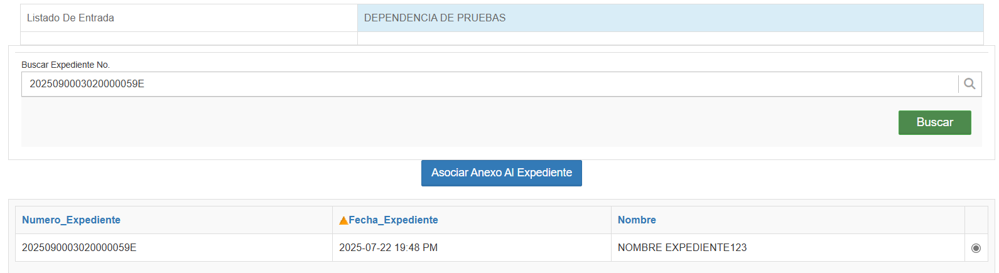 Listado De Entrada DEPENDENCIA DE PRUEBAS
Buscar Expediente No.
2025090003020000059E
Buscar
Asociar Anexo Al Expediente
Numero_Expediente Fecha_Expediente Nombre
2025090003020000059E 2025-07-22 19:48 PM NOMBRE EXPEDIENTE123